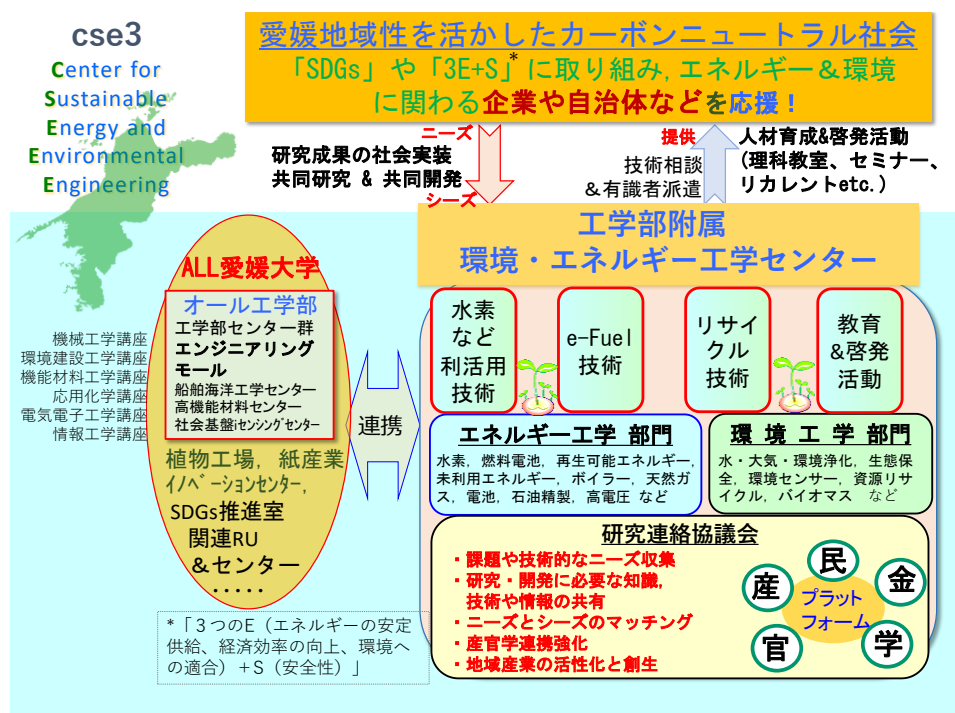 cse3
Center for
Sustainable
Energy and
Environmental
Engineering
愛媛地域性を活かしたカーボンニュートラル社会
「SDGs」や「3E+S」*に取り組み,エネルギー＆環境
に関わる企業や自治体などを応援！
ニーズ
研究成果の社会実装
共同研究 & 共同開発
シーズ
提供
技術相談
＆有識者派遣
人材育成&啓発活動
(理科教室、セミナー、
リカレントetc.)
工学部附属
環境・エネルギー工学センター
ALL愛媛大学
オール工学部
工学部センター群
エンジニアリング
モール
船舶海洋工学センター
高機能材料センター
社会基盤iセンシングセンター
植物工場, 紙産業
イノベーションセンター,
SDGs推進室
関連RU
＆センター
・・・・・
機械工学講座
環境建設工学講座
機能材料工学講座
応用化学講座
電気電子工学講座
情報工学講座
連携
水素
など
利活用
技術
e-Fuel
技術
リサイ
クル
技術
教育
&啓発
活動
エネルギー工学 部門
水素, 燃料電池, 再生可能エネルギー,
未利用エネルギー, ボイラー, 天然ガ
ス, 電池, 石油精製, 高電圧 など
環 境 工 学 部門
水・大気・環境浄化, 生態保
全, 環境センサー, 資源リサ
イクル, バイオマス など
研究連絡協議会
・課題や技術的なニーズ収集
・研究・開発に必要な知識,
技術や情報の共有
・ニーズとシーズのマッチング
・産官学連携強化
・地域産業の活性化と創生
民
産
金
官
学
プラット
フォーム
*「３つのE（エネルギーの安定
供給、経済効率の向上、環境へ
の適合）＋S（安全性）」